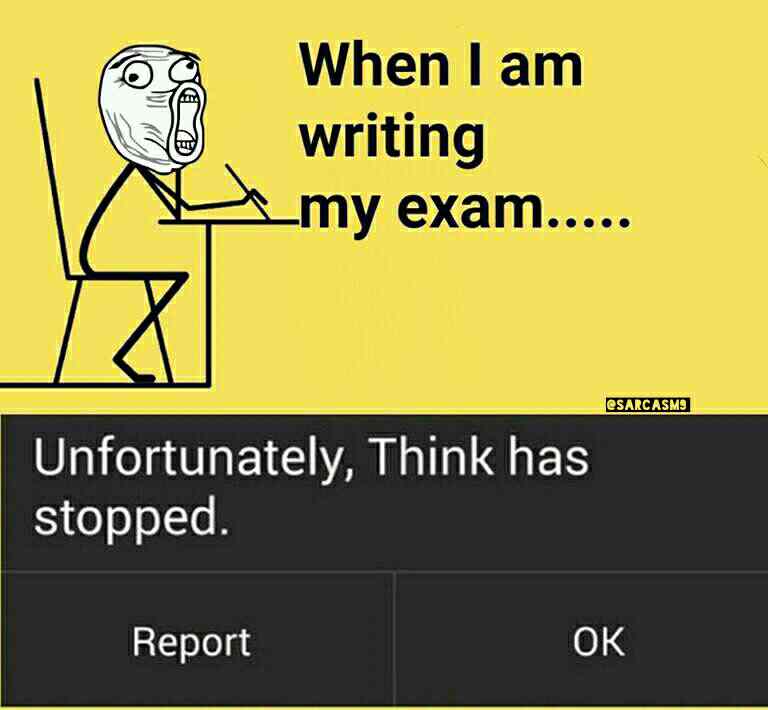 When I am
writing
my exam.....
@SARCASM9
Unfortunately, Think has
stopped.
Report
OK